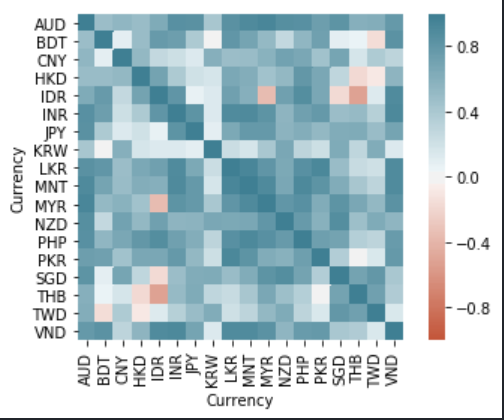 AUD
BDT
CNY
HKD
IDR
INR
JPY
KRW
LKR
MNT
MYR
NZD
PHP
PKR
SGD
THB
TWD
VND
Currency
AUD BDT CNY HKD IDR INR JPY KRW LKR MNT MYR NZD PHP PKR SGD THB TWD VND
Currency
0.8
0.4
0.0
−0.4
−0.8